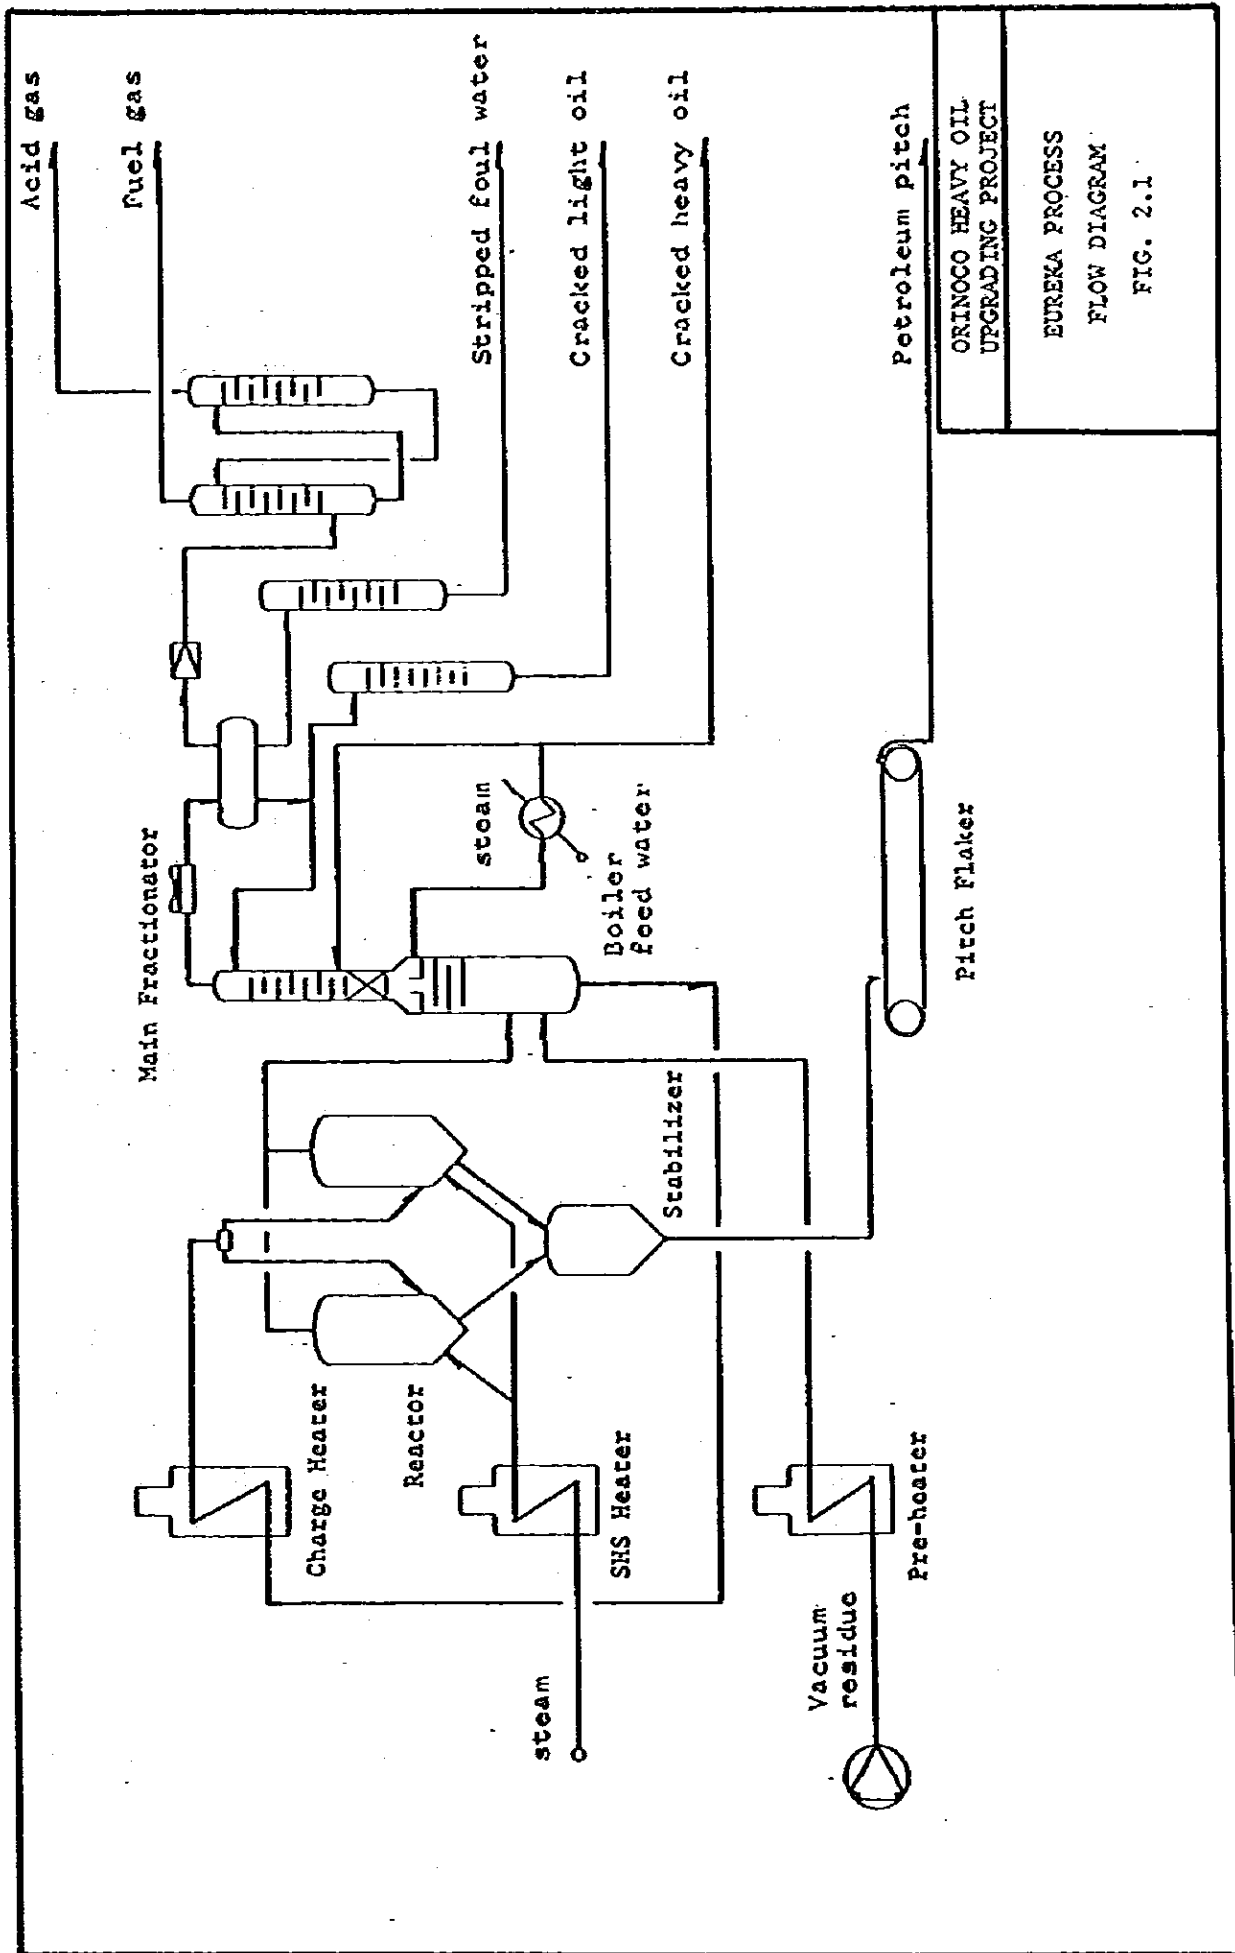 Acid gas
Fuel gas
Stripped foul water
Cracked light oil
Cracked heavy oil
Petroleum pitch
Main Fractionator
steam
Boiler
feed water
Pitch Flaker
Stabilizer
Charge Heater
Reactor
SHS Heater
Pre-heater
steam
Vacuum
residue
ORINOCO HEAVY OIL
UPGRADING PROJECT
EUREKA PROCESS
FLOW DIAGRAM
FIG. 2.1